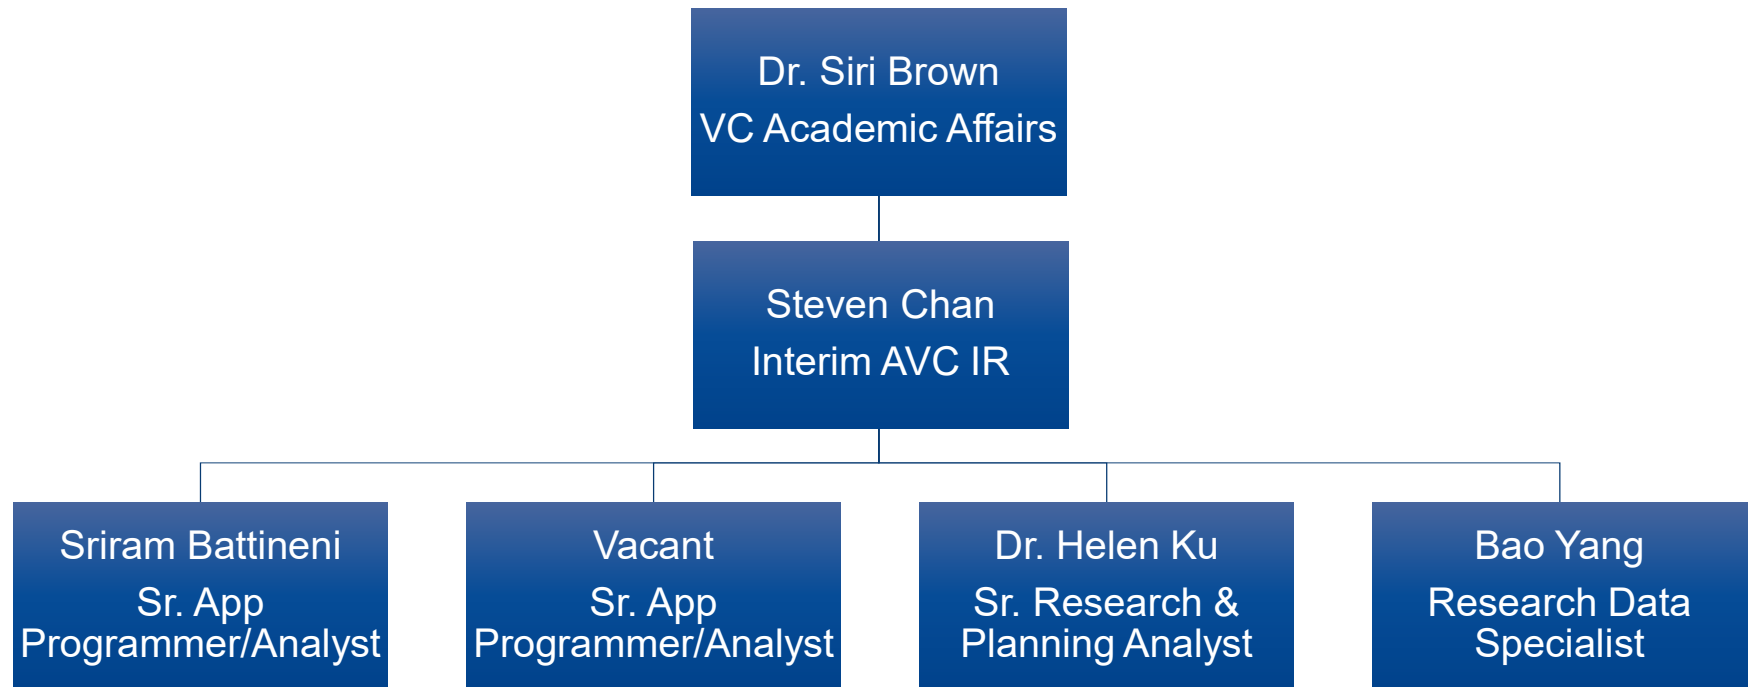 Dr. Siri Brown
VC Academic Affairs
Steven Chan
Interim AVC IR
Sriram Battineni
Sr. App
Programmer/Analyst
Vacant
Sr. App
Programmer/Analyst
Dr. Helen Ku
Sr. Research &
Planning Analyst
Bao Yang
Research Data
Specialist